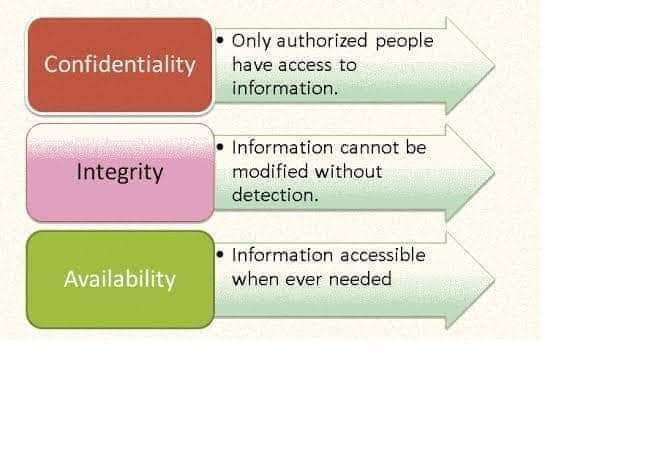 Confidentiality
• Only authorized people
have access to
information.
Integrity
• Information cannot be
modified without
detection.
Availability
• Information accessible
when ever needed